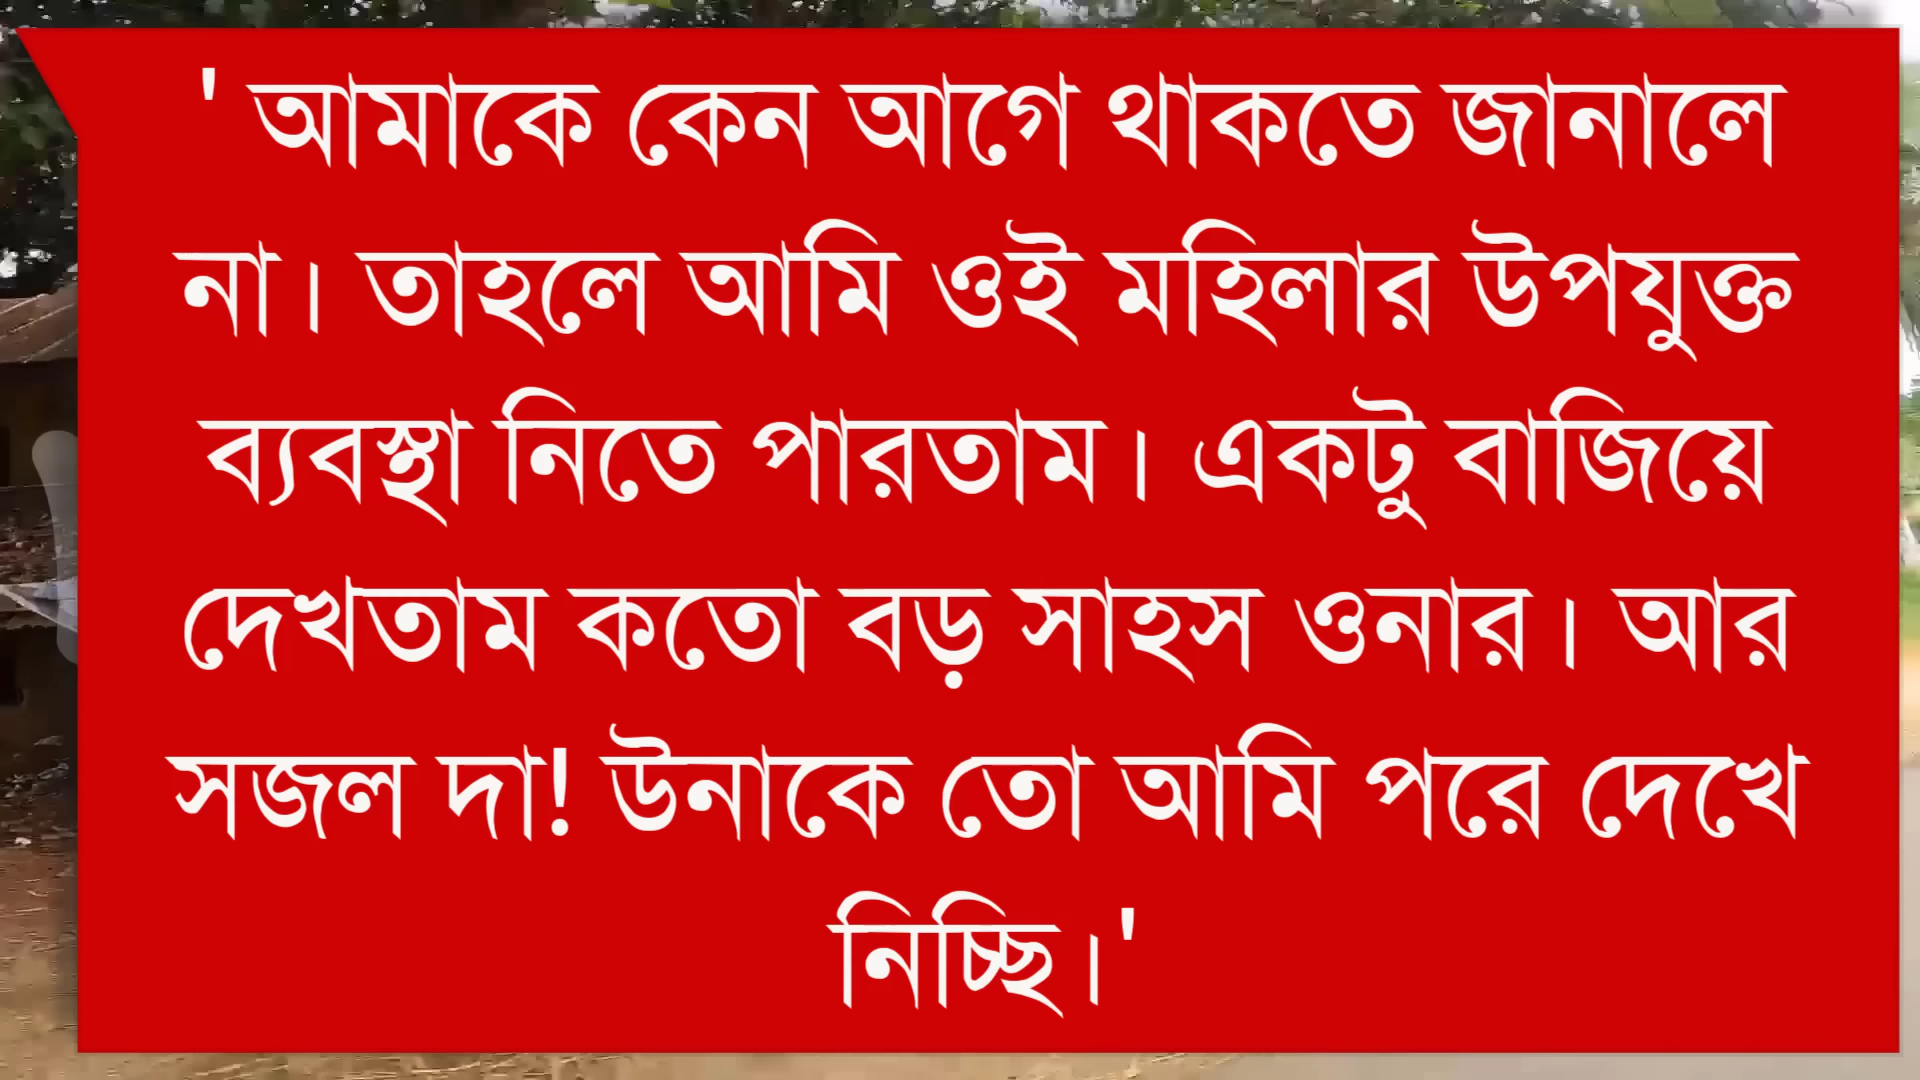 ' আমাকে কেন আগে থাকতে জানালে
না। তাহলে আমি ওই মহিলার উপযুক্ত
ব্যবস্থা নিতে পারতাম। একটু বাজিয়ে
দেখতাম কতো বড় সাহস ওনার। আর
সজল দা! উনাকে তো আমি পরে দেখে
নিচ্ছি।'